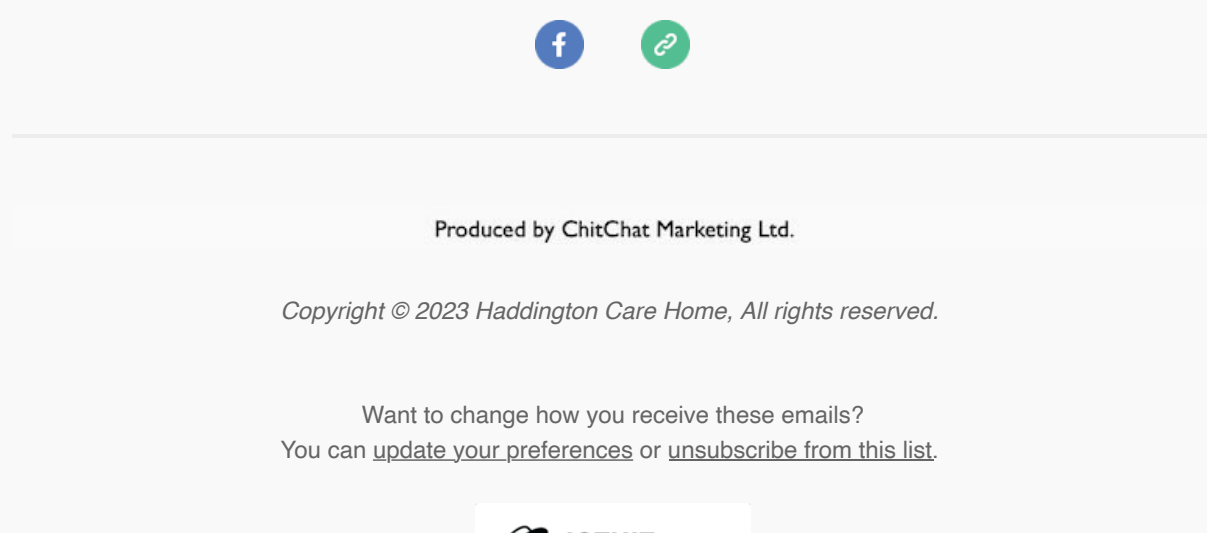 Produced by ChitChat Marketing Ltd.
Copyright © 2023 Haddington Care Home, All rights reserved.
Want to change how you receive these emails?
You can update your preferences or unsubscribe from this list.